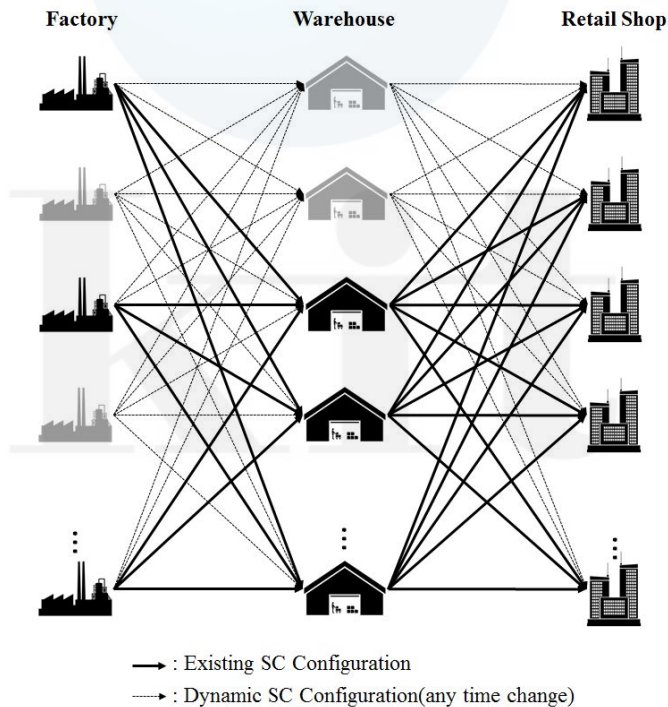 Factory Warehouse Retail Shop
: Existing SC Configuration
: Dynamic SC Configuration(any time change)